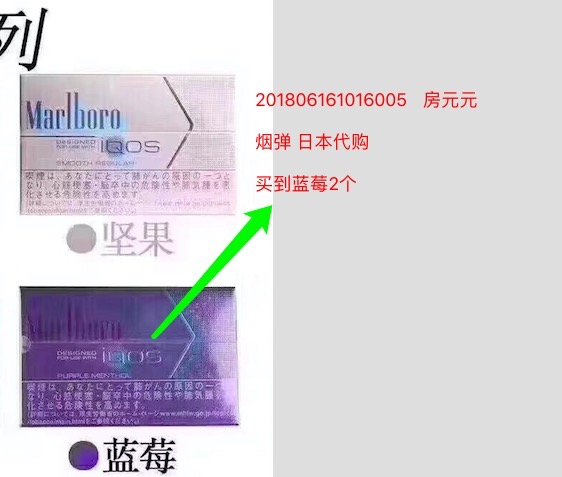 列
201806161016005 房元元
烟弹 日本代购
买到蓝莓2个
Marlboro
DESIGNED
FOR USE WITH
IQOS
SMOOTH REGULAR
喫煙は、あなたにとって肺がんの原因の一つと
なり、心筋梗塞・脳卒中の危険性や肺気腫を悪
化させる危険性を高めます。
坚果
Marlboro
DESIGNED
FOR USE WITH
IQOS
PURPLE MENTHOL
喫煙は、あなたにとって肺がんの原因の一つ
なり、心筋梗塞・脳卒中の危険性や肺気腫
化させる危険性を高めます。
蓝莓